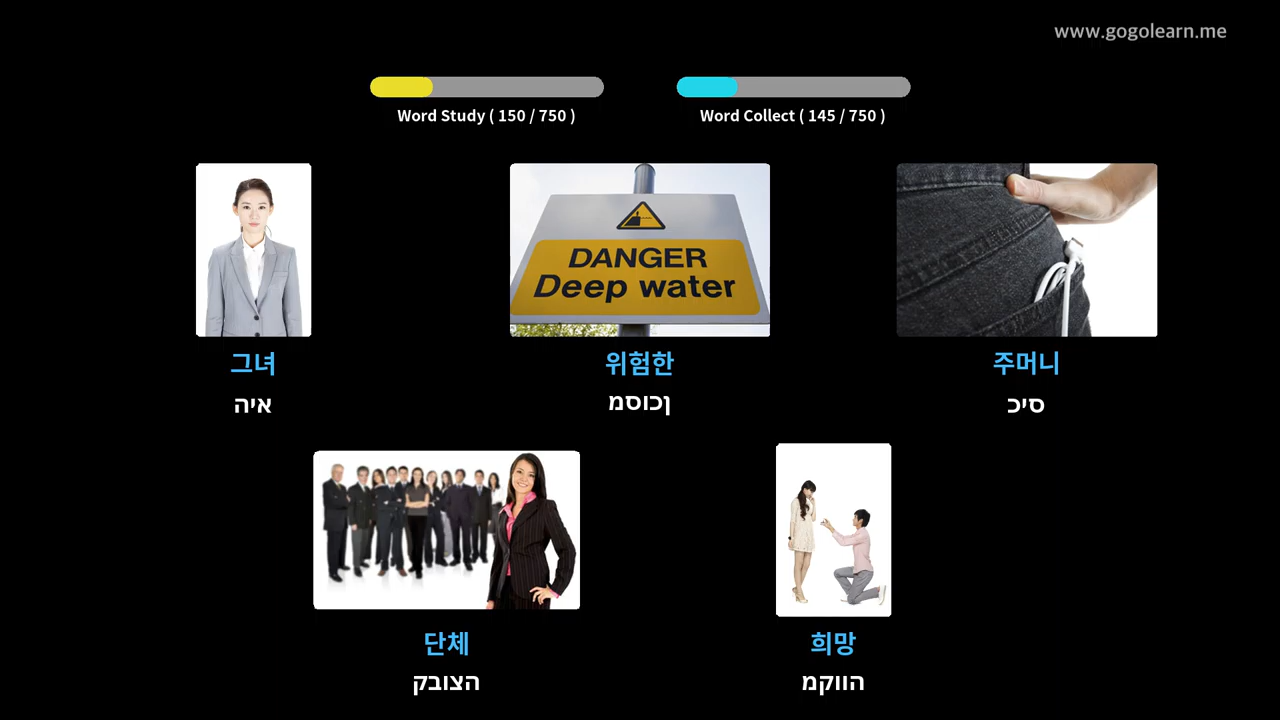 www.gogolearn.me
Word Study ( 150 / 750 )
Word Collect ( 145 / 750 )
DANGER
Deep water
그녀
위험한
주머니
היא
מסוכן
כיס
단체
희망
קבוצה
מקווה